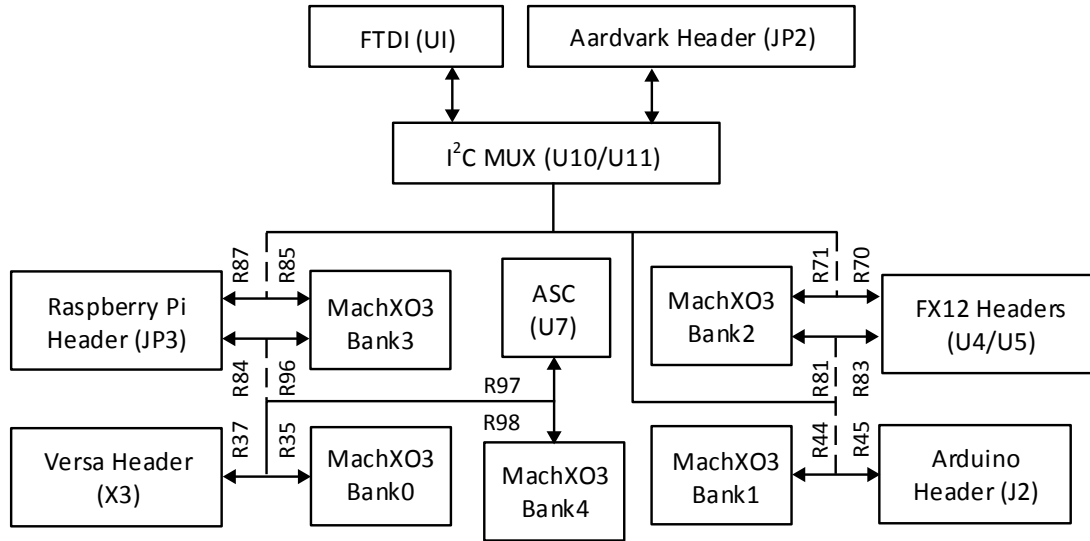 FTDI (UI)
Aardvark Header (JP2)
I²C MUX (U10/U11)
R87
R85
R71
R70
Raspberry Pi
Header (JP3)
MachXO3
Bank3
ASC
(U7)
MachXO3
Bank2
FX12 Headers
(U4/U5)
R84
R96
R97
R81
R83
R98
R37
R35
R44
R45
Versa Header
(X3)
MachXO3
Bank0
MachXO3
Bank4
MachXO3
Bank1
Arduino
Header (J2)